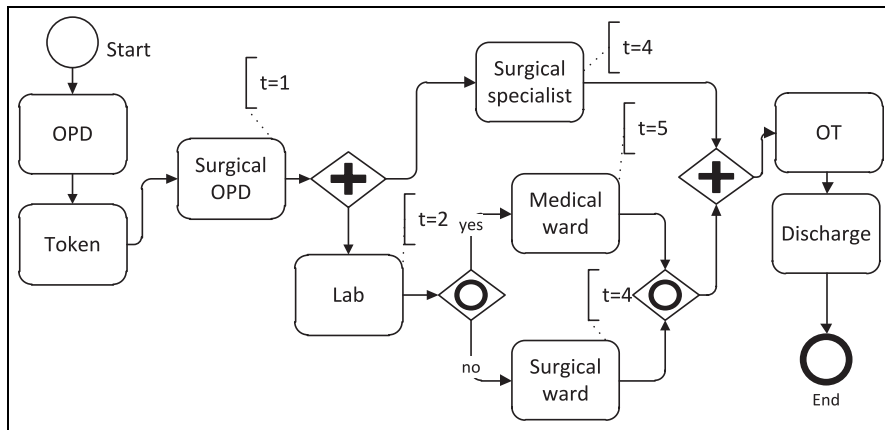 Start
OPD
Token
t=1
Surgical
OPD
t=4
Surgical
specialist
t=2
Lab
yes
no
t=5
Medical
ward
t=4
Surgical
ward
OT
Discharge
End